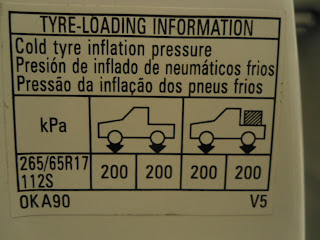 TYRE-LOADING INFORMATION
Cold tyre inflation pressure
Presión de inflado de neumáticos frios
Pressão da inflação dos pneus frios
kPa
265/65R17
112S
200 200 200 200
0KA90 V5